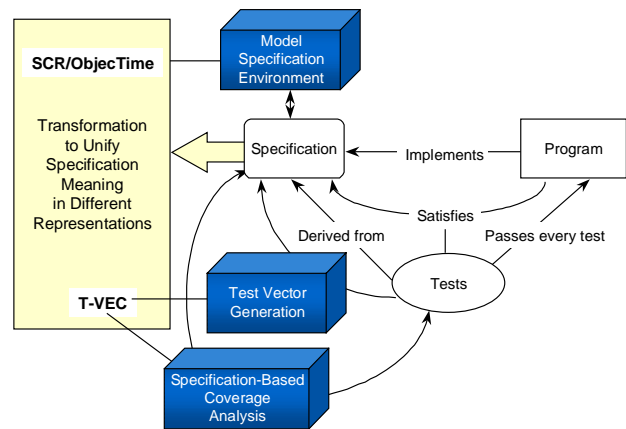 Model
Specification
Environment
SCR/ObjecTime
Transformation
to Unify
Specification
Meaning
in Different
Representations
Specification
Implements
Program
Satisfies
Derived from
Passes every test
Tests
T-VEC
Test Vector
Generation
Specification-Based
Coverage
Analysis